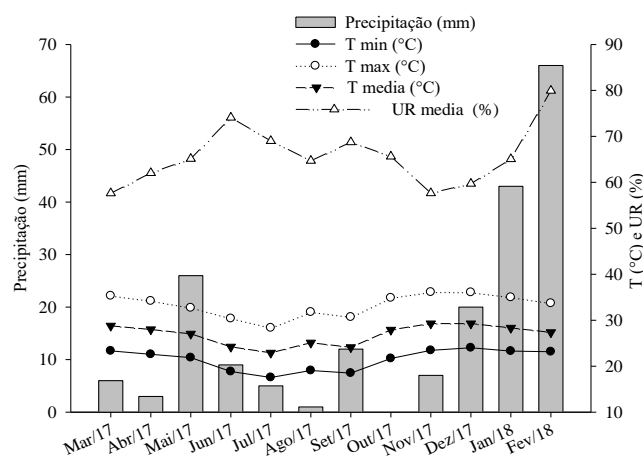 Precipitação (mm)
T min (°C)
T max (°C)
T media (°C)
UR media (%)
70
60
50
40
30
20
10
0
Precipitação (mm)
90
80
70
60
50
40
30
20
10
T (°C) e UR (%)
Mar/17
Abr/17
Mai/17
Jun/17
Jul/17
Ago/17
Set/17
Out/17
Nov/17
Dez/17
Jan/18
Fev/18